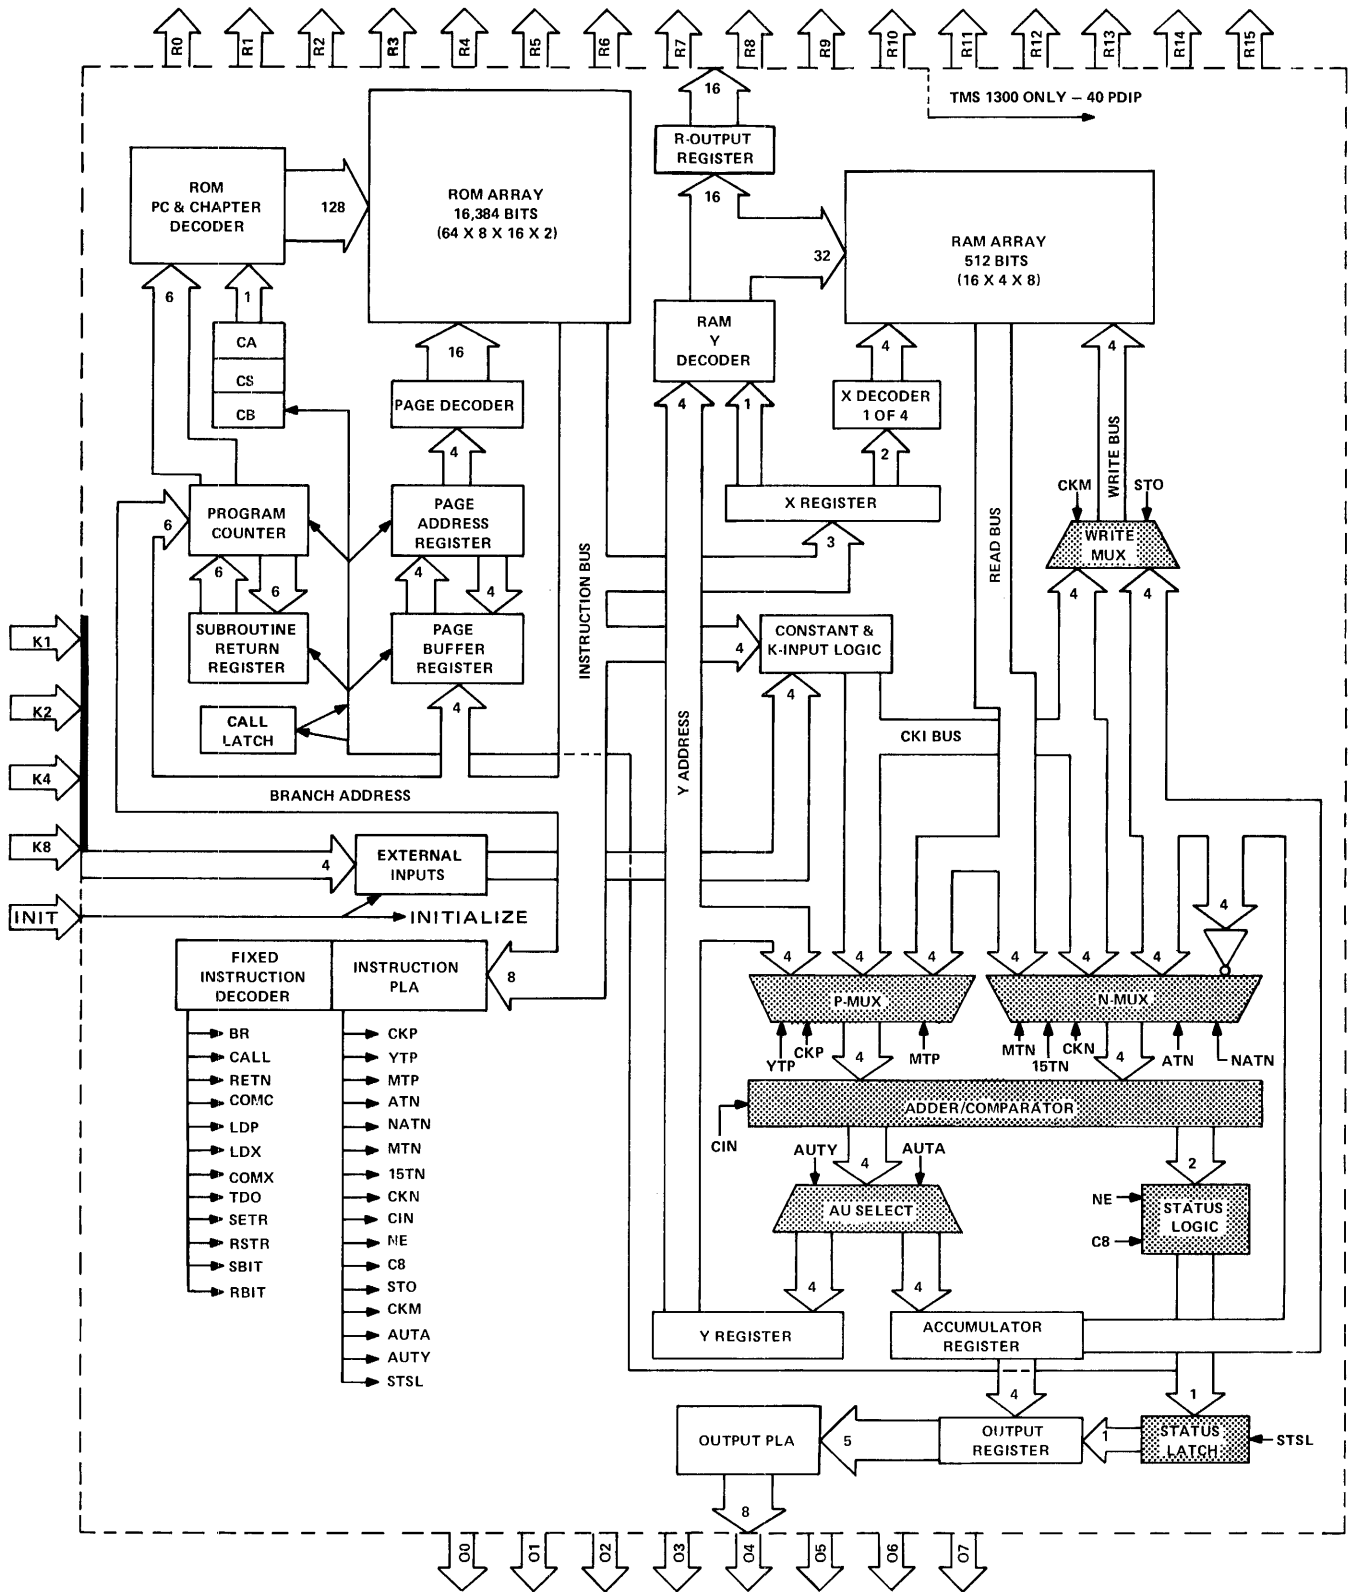 R0 R1 R2 R3 R4 R5 R6 R7 R8 R9 R10 R11 R12 R13 R14 R15
TMS 1300 ONLY – 40 PDIP
16
R-OUTPUT
REGISTER
16
ROM
PC & CHAPTER
DECODER
128
ROM ARRAY
16,384 BITS
(64 X 8 X 16 X 2)
32
RAM ARRAY
512 BITS
(16 X 4 X 8)
6
1
CA
CS
CB
16
PAGE DECODER
4
RAM
Y
DECODER
4
1
4
X DECODER
1 OF 4
2
4
WRITE BUS
READ BUS
6
PROGRAM
COUNTER
PAGE
ADDRESS
REGISTER
X REGISTER
3
CKM
STO
WRITE
MUX
6
6
4
4
4
4
SUBROUTINE
RETURN
REGISTER
PAGE
BUFFER
REGISTER
4
INSTRUCTION BUS
4
CONSTANT &
K-INPUT LOGIC
4
K1
K2
K4
K8
CALL
LATCH
CKI BUS
Y ADDRESS
BRANCH ADDRESS
4
EXTERNAL
INPUTS
INIT
INITIALIZE
4
FIXED
INSTRUCTION
DECODER
INSTRUCTION
PLA
8
4
4
4
4
4
4
P-MUX
N-MUX
YTP
CKP
MTP
4
MTN
15TN
CKN
4
ATN
NATN
BR
CALL
RETN
COMC
LDP
LDX
COMX
TDO
SETR
RSTR
SBIT
RBIT
CKP
YTP
MTP
ATN
NATN
MTN
15TN
CKN
CIN
NE
C8
STO
CKM
AUTA
AUTY
STSL
ADDER/COMPARATOR
CIN
AUTY
4
AUTA
2
AU SELECT
NE
C8
STATUS
LOGIC
4
4
Y REGISTER
ACCUMULATOR
REGISTER
4
1
OUTPUT PLA
5
OUTPUT
REGISTER
1
STATUS
LATCH
STSL
8
O0 O1 O2 O3 O4 O5 O6 O7